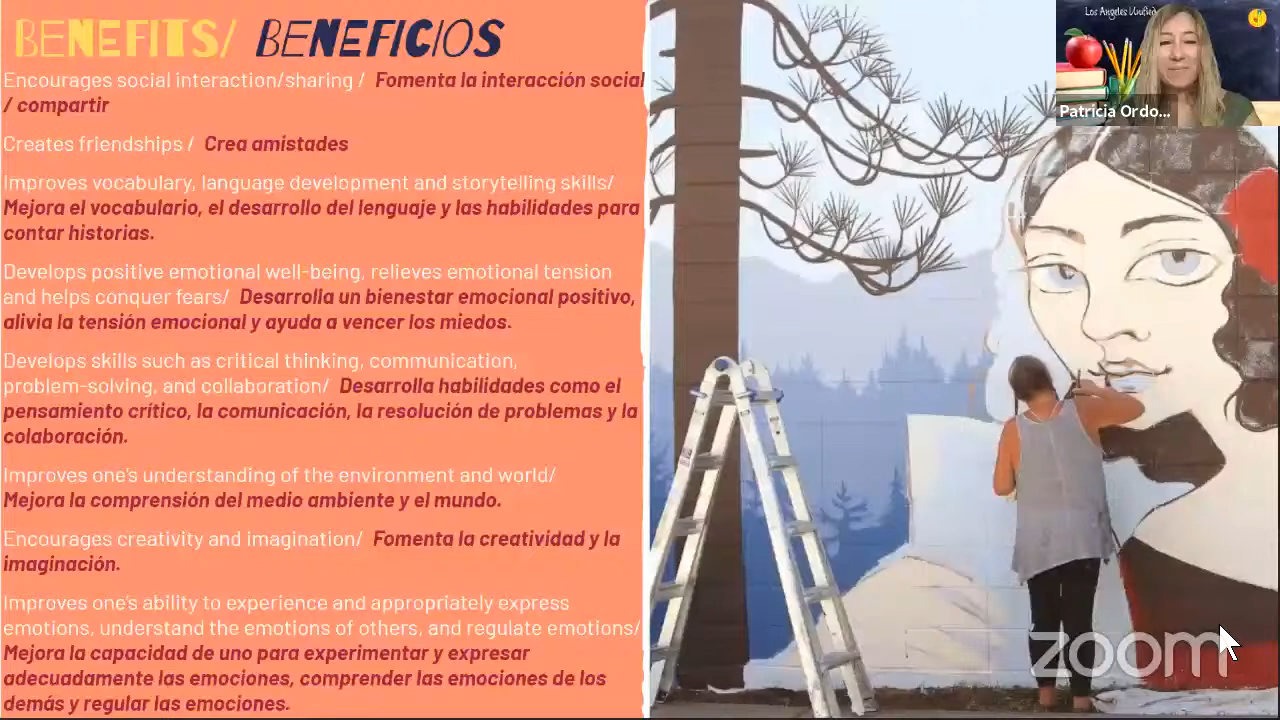 BENEFITS/ BENEFICIOS
Encourages social interaction/sharing / Fomenta la interacción social
/ compartir
Creates friendships / Crea amistades
Improves vocabulary, language development and storytelling skills/
Mejora el vocabulario, el desarrollo del lenguaje y las habilidades para
contar historias.
Develops positive emotional well-being, relieves emotional tension
and helps conquer fears/ Desarrolla un bienestar emocional positivo,
alivia la tensión emocional y ayuda a vencer los miedos.
Develops skills such as critical thinking, communication,
problem-solving, and collaboration/ Desarrolla habilidades como el
pensamiento crítico, la comunicación, la resolución de problemas y la
colaboración.
Improves one's understanding of the environment and world/
Mejora la comprensión del medio ambiente y el mundo.
Encourages creativity and imagination/ Fomenta la creatividad y la
imaginación.
Improves one's ability to experience and appropriately express
emotions, understand the emotions of others, and regulate emotions/
Mejora la capacidad de uno para experimentar y expresar
adecuadamente las emociones, comprender las emociones de los
demás y regular las emociones.
Los Angeles Unified
Patricia Ordo...
zoom